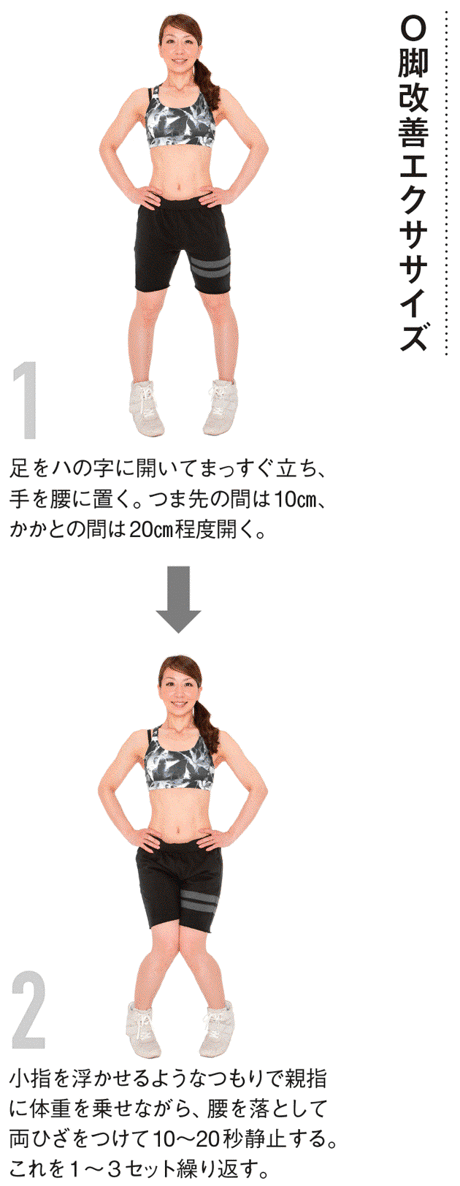 O脚改善エクササイズ
1
足をハの字に開いてまっすぐ立ち、
手を腰に置く。つま先の間は10㎝、
かかとの間は20㎝程度開く。
2
小指を浮かせるようなつもりで親指
に体重を乗せながら、腰を落として
両ひざをつけて10〜20秒静止する。
これを1〜3セット繰り返す。